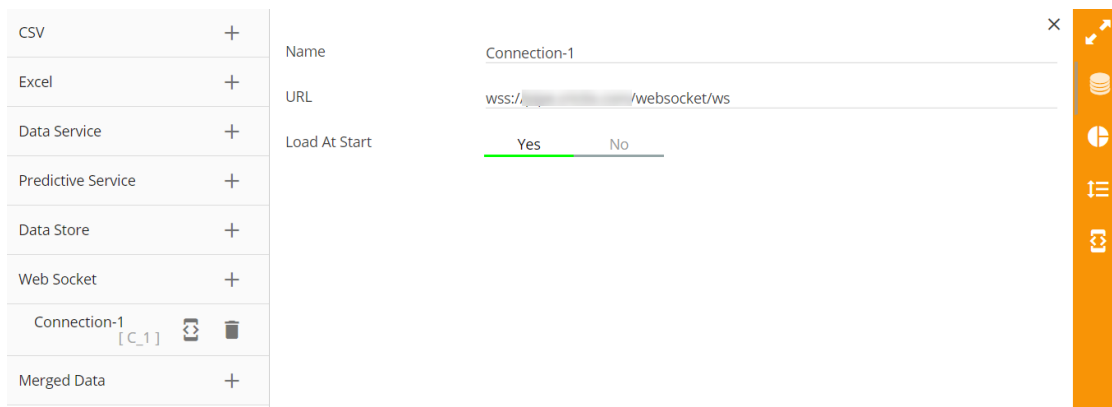 CSV
Excel
Data Service
Predictive Service
Data Store
Web Socket
Connection-1
[ C_1 ]
Merged Data
Name Connection-1
URL wss:// /websocket/ws
Load At Start Yes No